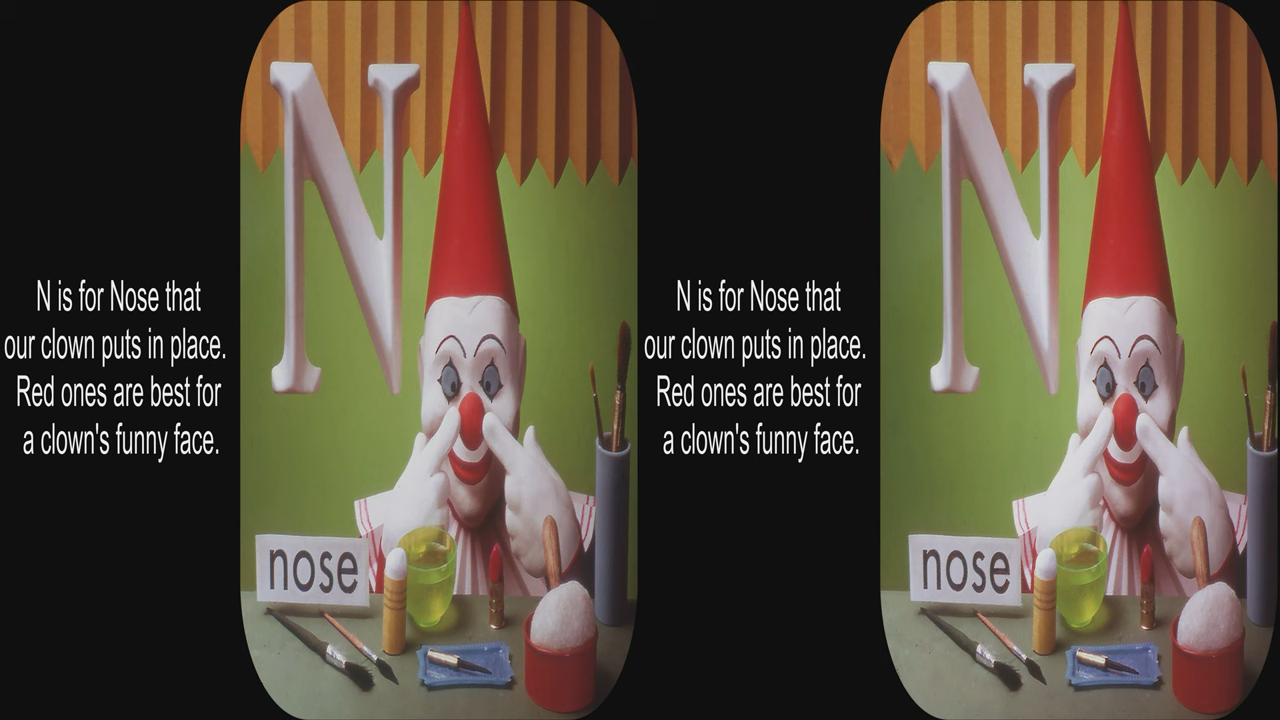 N is for Nose that
our clown puts in place.
Red ones are best for
a clown's funny face.
N
nose
N is for Nose that
our clown puts in place.
Red ones are best for
a clown's funny face.
N
nose